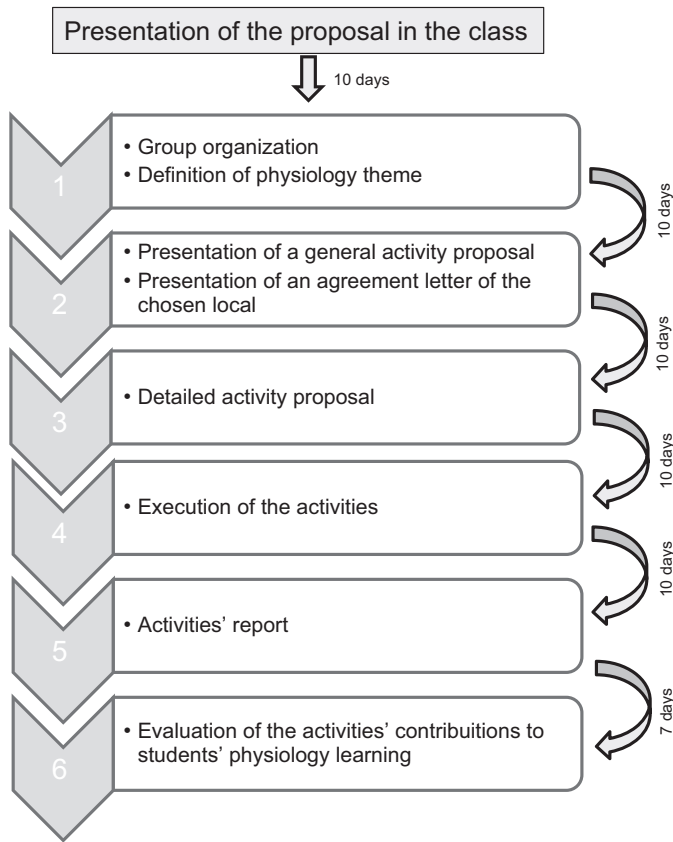 Presentation of the proposal in the class
10 days
1
• Group organization
• Definition of physiology theme
10 days
2
• Presentation of a general activity proposal
• Presentation of an agreement letter of the
chosen local
10 days
3
• Detailed activity proposal
10 days
4
• Execution of the activities
10 days
5
• Activities’ report
7 days
6
• Evaluation of the activities’ contribuitions to
students’ physiology learning